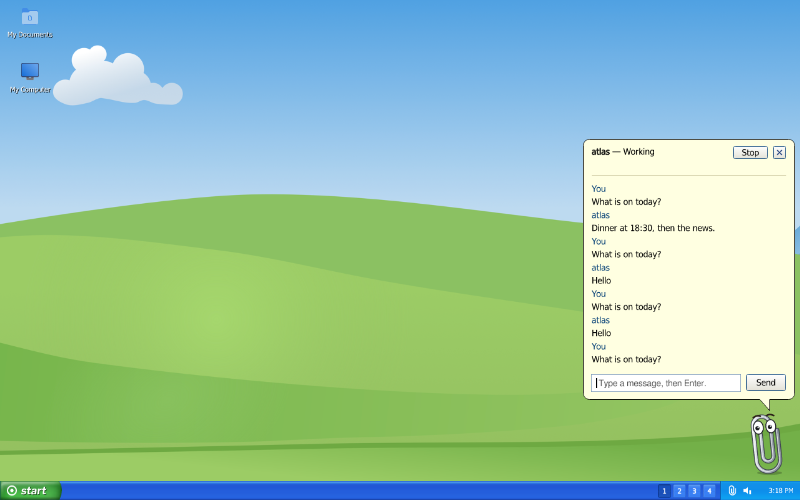 My Documents
My Computer
atlas — Working
Stop
You
What is on today?
atlas
Dinner at 18:30, then the news.
You
What is on today?
atlas
Hello
You
What is on today?
atlas
Hello
You
What is on today?
Type a message, then Enter.
Send
start
1 2 3 4
3:18 PM